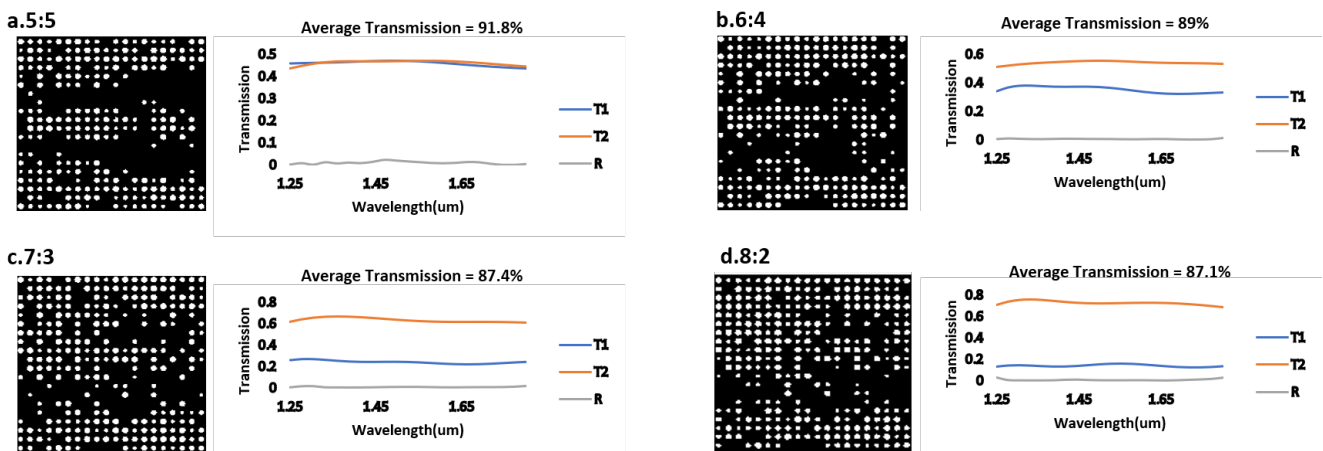 a.5:5
Average Transmission = 91.8%
0.5
0.4
0.3
0.2
0.1
0
Transmission
1.25 1.45 1.65
Wavelength(um)
T1
T2
R
b.6:4
Average Transmission = 89%
0.6
0.4
0.2
0
Transmission
1.25 1.45 1.65
Wavelength(um)
T1
T2
R
c.7:3
Average Transmission = 87.4%
0.8
0.6
0.4
0.2
0
Transmission
1.25 1.45 1.65
Wavelength(um)
T1
T2
R
d.8:2
Average Transmission = 87.1%
0.8
0.6
0.4
0.2
0
Transmission
1.25 1.45 1.65
Wavelength(um)
T1
T2
R